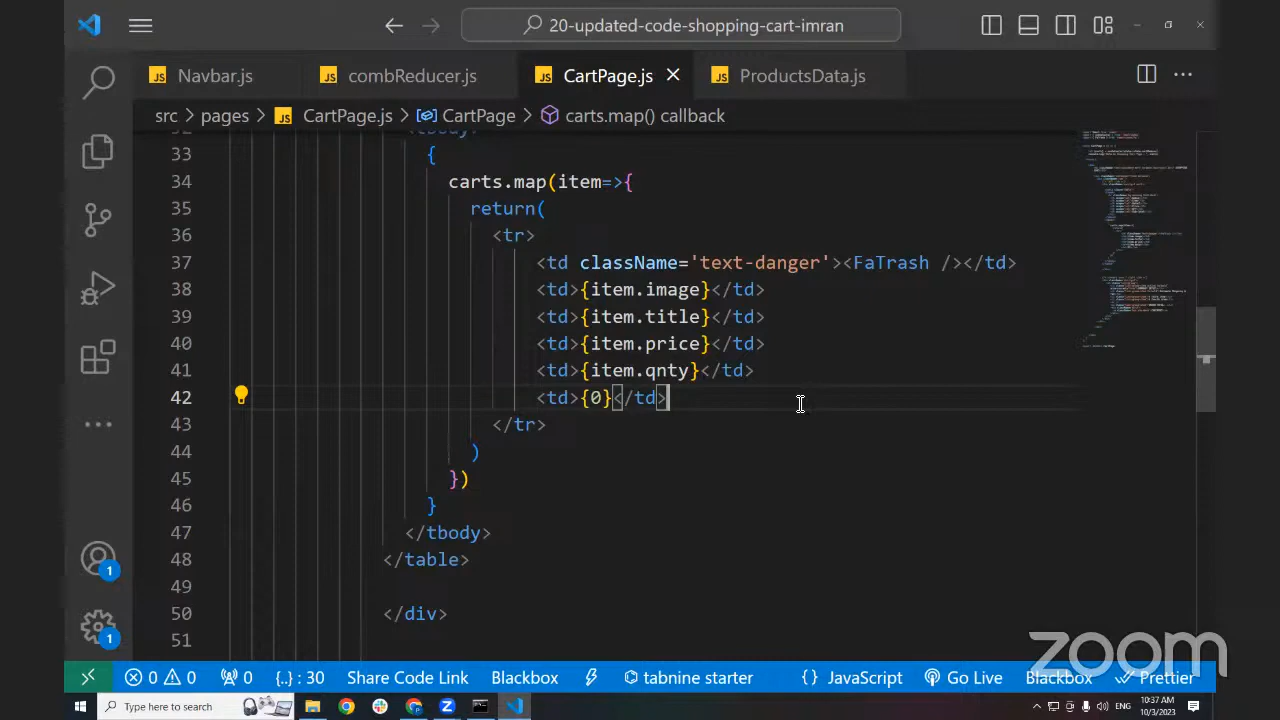 20-updated-code-shopping-cart-imran
Navbar.js
combReducer.js
CartPage.js
ProductsData.js
src > pages > CartPage.js > CartPage > carts.map() callback
<tbody>
33 {
34 carts.map(item=>{
35 return(
36 <tr>
37 <td className='text-danger'><FaTrash /></td>
38 <td>{item.image}</td>
39 <td>{item.title}</td>
40 <td>{item.price}</td>
41 <td>{item.qnty}</td>
42 <td>{0}</td>
43 </tr>
44 )
45 })
46 }
47 </tbody>
48 </table>
49
50 </div>
51
1
1
zoom
0 0 0 {..} : 30 Share Code Link Blackbox tabnine starter { } JavaScript Go Live Blackbox Prettier
Type here to search
10:37 AM
10/3/2023